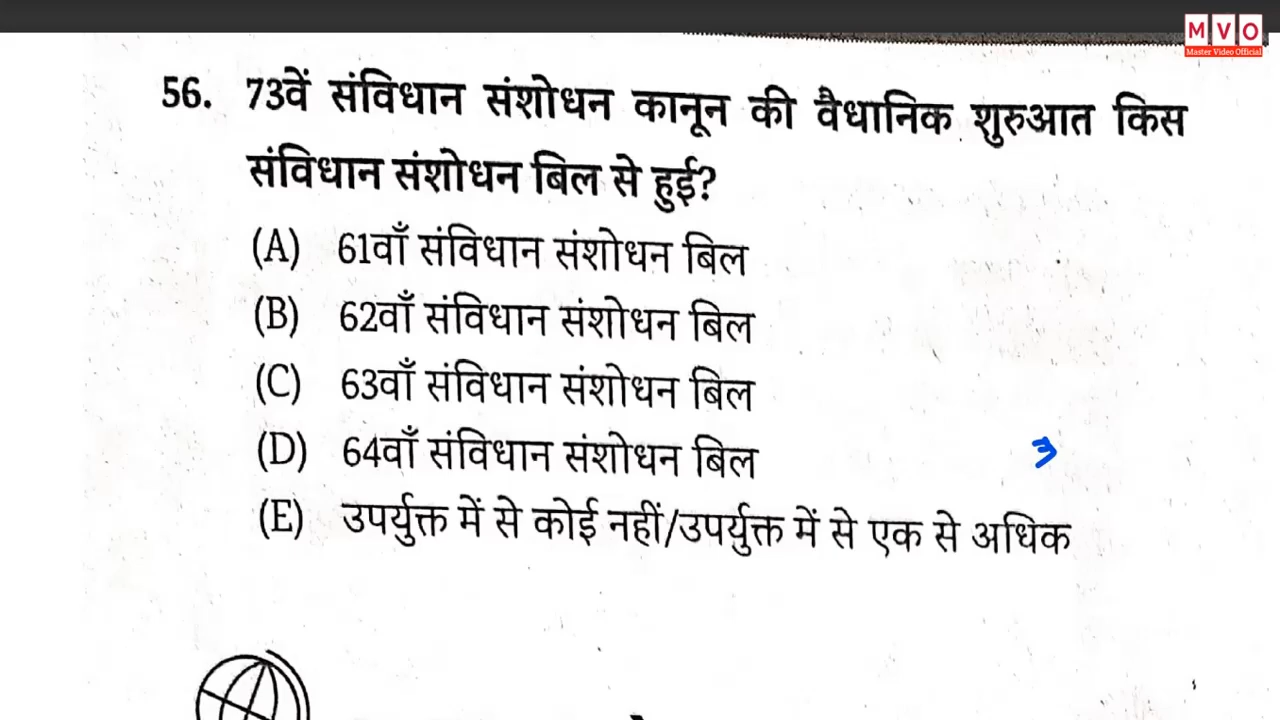 M V O
Master Video Official
56. 73वें संविधान संशोधन कानून की वैधानिक शुरुआत किस
संविधान संशोधन बिल से हुई?
(A) 61वाँ संविधान संशोधन बिल
(B) 62वाँ संविधान संशोधन बिल
(C) 63वाँ संविधान संशोधन बिल
(D) 64वाँ संविधान संशोधन बिल
(E) उपर्युक्त में से कोई नहीं/उपर्युक्त में से एक से अधिक